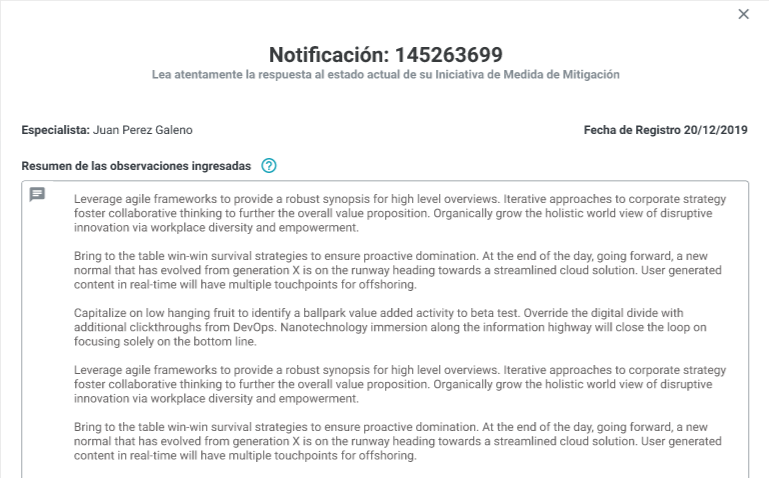 Notificación: 145263699
Lea atentamente la respuesta al estado actual de su Iniciativa de Medida de Mitigación
Especialista: Juan Perez Galeno
Fecha de Registro 20/12/2019
Resumen de las observaciones ingresadas ?
Leverage agile frameworks to provide a robust synopsis for high level overviews. Iterative approaches to corporate strategy
foster collaborative thinking to further the overall value proposition. Organically grow the holistic world view of disruptive
innovation via workplace diversity and empowerment.
Bring to the table win-win survival strategies to ensure proactive domination. At the end of the day, going forward, a new
normal that has evolved from generation X is on the runway heading towards a streamlined cloud solution. User generated
content in real-time will have multiple touchpoints for offshoring.
Capitalize on low hanging fruit to identify a ballpark value added activity to beta test. Override the digital divide with
additional clickthroughs from DevOps. Nanotechnology immersion along the information highway will close the loop on
focusing solely on the bottom line.
Leverage agile frameworks to provide a robust synopsis for high level overviews. Iterative approaches to corporate strategy
foster collaborative thinking to further the overall value proposition. Organically grow the holistic world view of disruptive
innovation via workplace diversity and empowerment.
Bring to the table win-win survival strategies to ensure proactive domination. At the end of the day, going forward, a new
normal that has evolved from generation X is on the runway heading towards a streamlined cloud solution. User generated
content in real-time will have multiple touchpoints for offshoring.